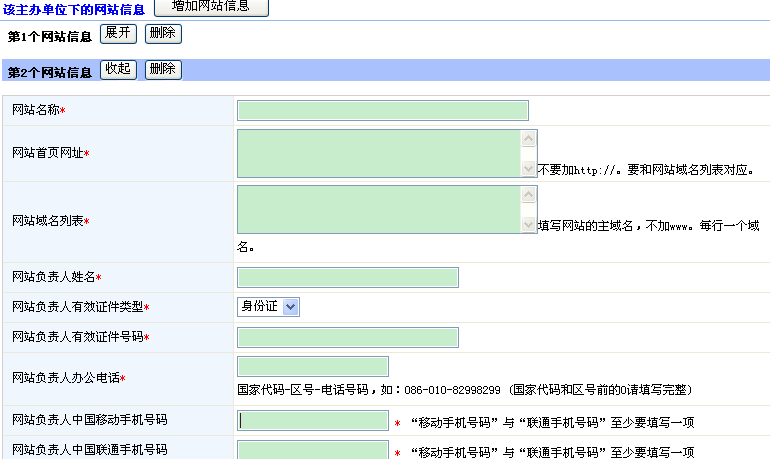 该主办单位下的网站信息 增加网站信息
第1个网站信息 展开 删除
第2个网站信息 收起 删除
网站名称*
网站首页网址* 不要加http://。要和网站域名列表对应。
网站域名列表* 填写网站的主域名，不加www。每行一个域
名。
网站负责人姓名*
网站负责人有效证件类型* 身份证
网站负责人有效证件号码*
网站负责人办公电话*
国家代码-区号-电话号码，如：086-010-82998299 (国家代码和区号前的0请填写完整)
网站负责人中国移动手机号码 * “移动手机号码”与“联通手机号码”至少要填写一项
网站负责人中国联通手机号码 * “移动手机号码”与“联通手机号码”至少要填写一项